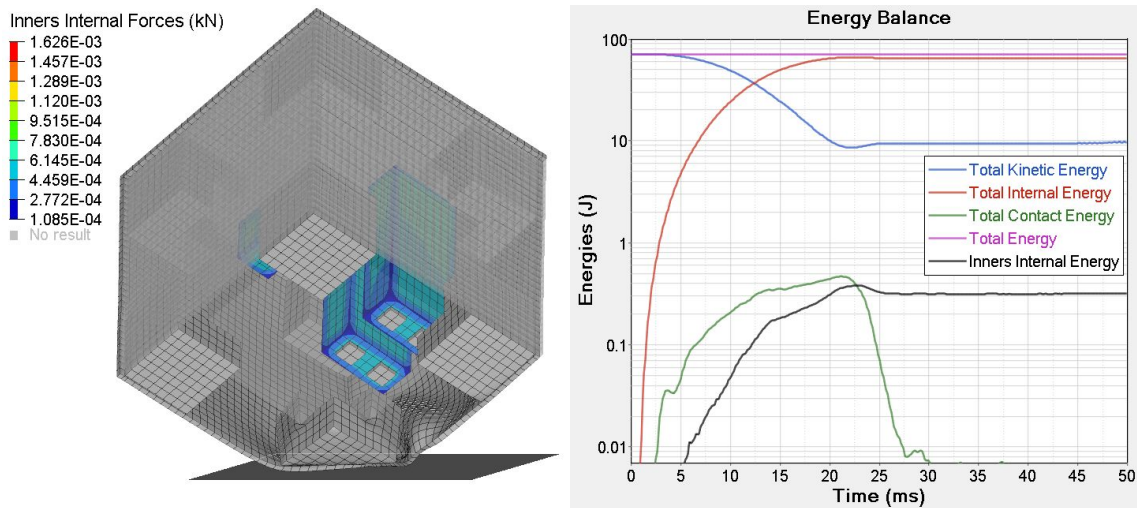 Inners Internal Forces (kN)
1.626E-03
1.457E-03
1.289E-03
1.120E-03
9.515E-04
7.830E-04
6.145E-04
4.459E-04
2.772E-04
1.085E-04
No result
Energy Balance
100
10
1
0.1
0.01
Energies (J)
Total Kinetic Energy
Total Internal Energy
Total Contact Energy
Total Energy
Inners Internal Energy
0 5 10 15 20 25 30 35 40 45 50
Time (ms)